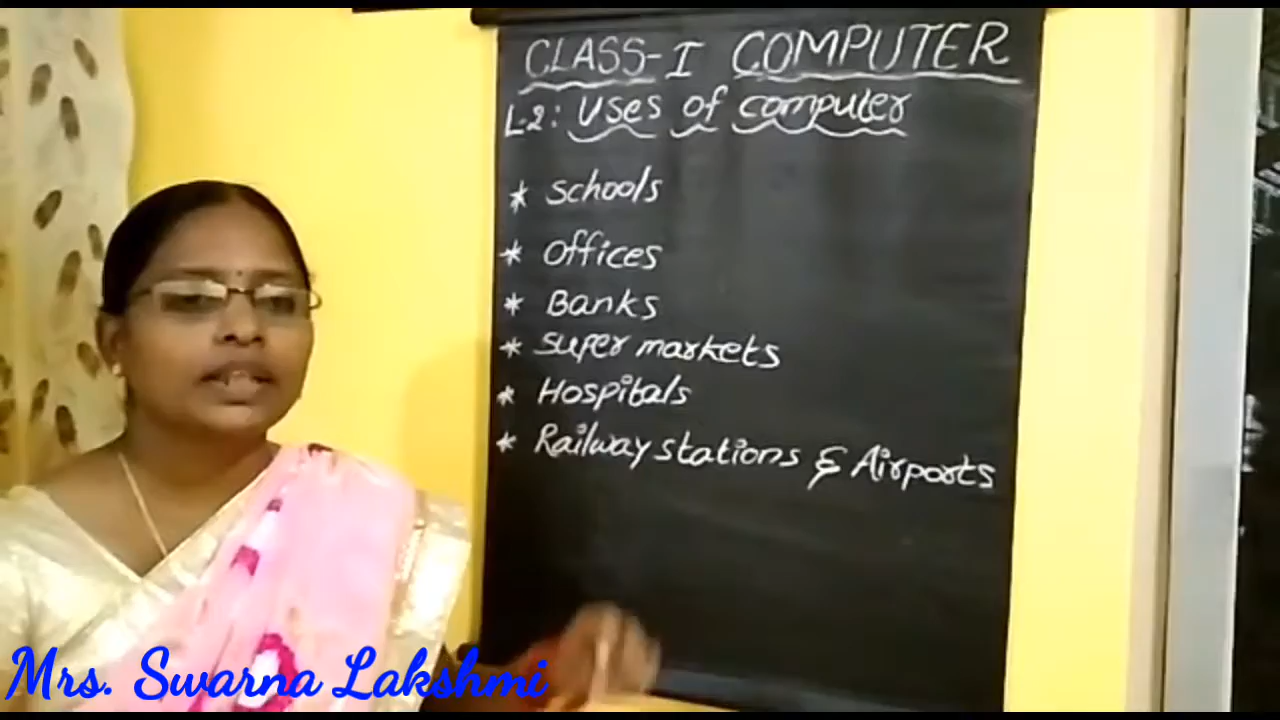 CLASS-I COMPUTER
L-2: Uses of computer
* Schools
* Offices
* Banks
* Super markets
* Hospitals
* Railway stations & Airports
Mrs. Swarna Lakshmi